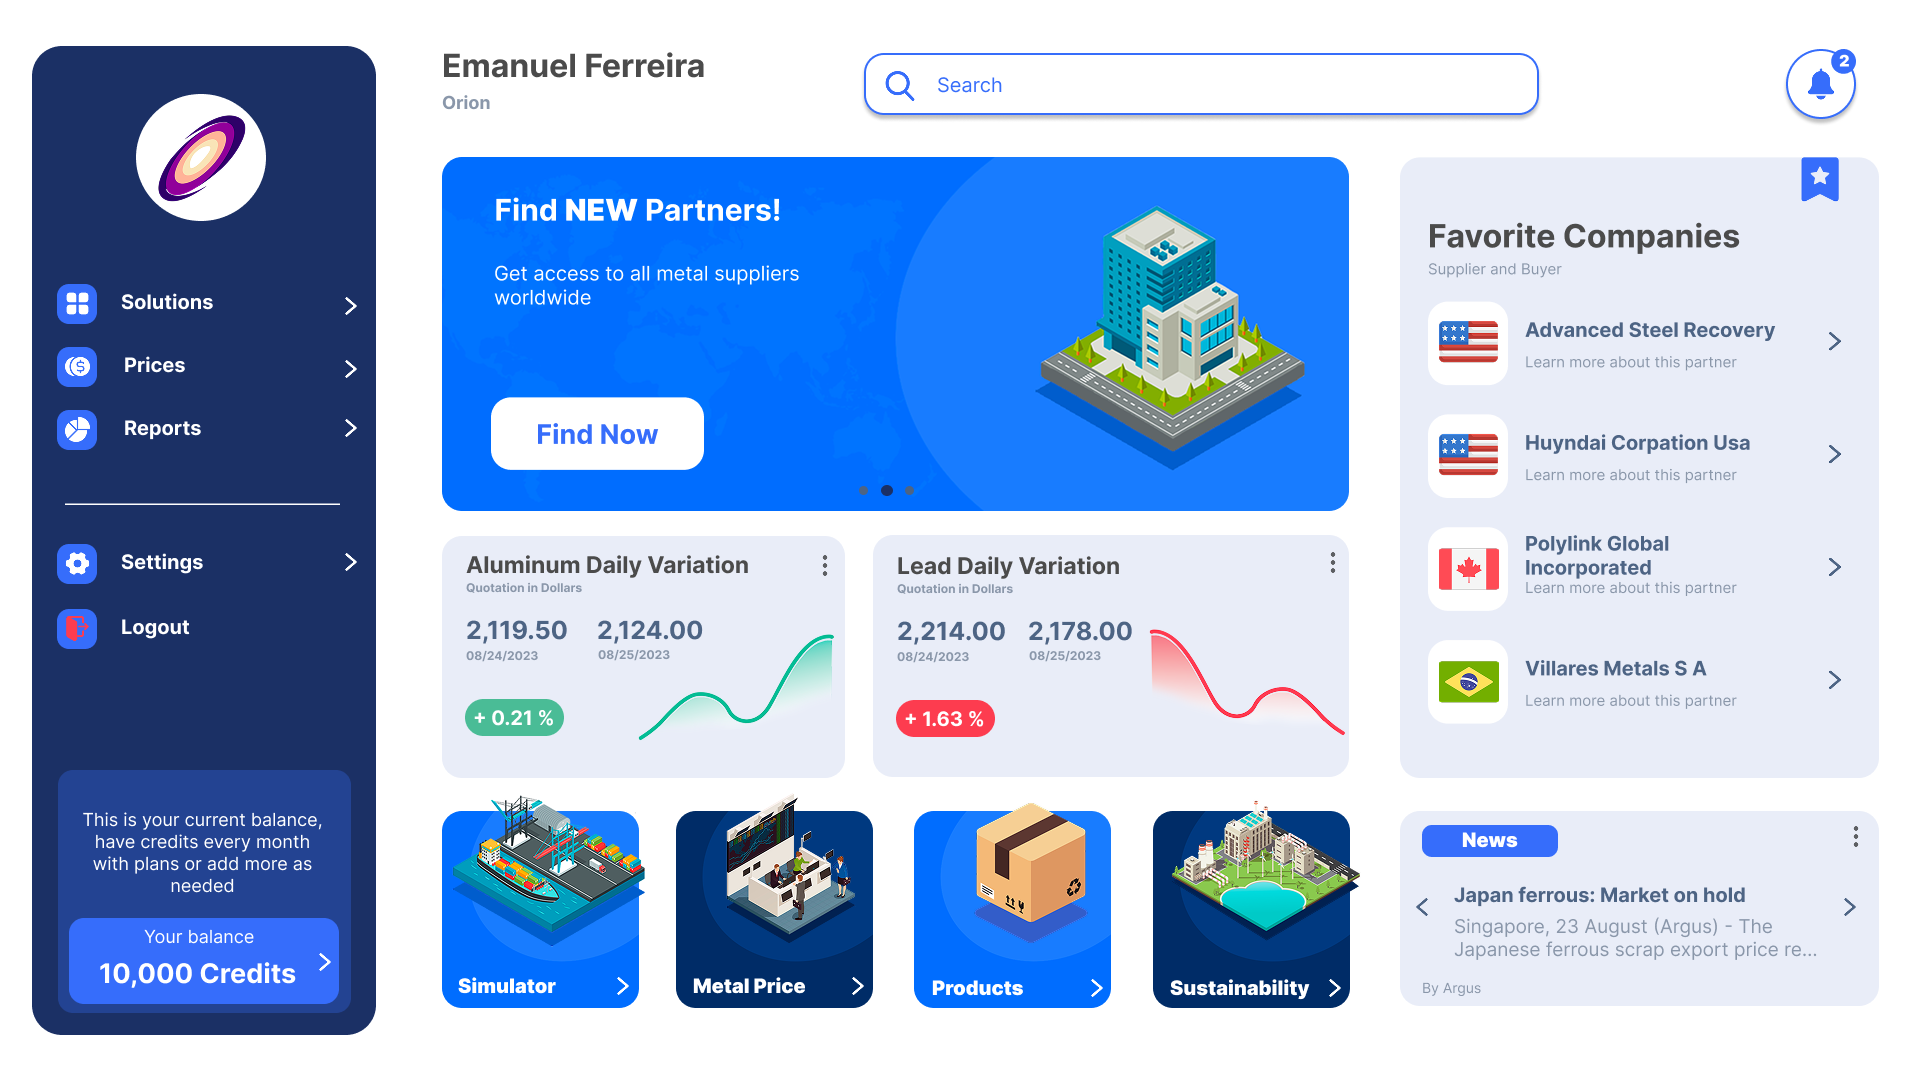 Emanuel Ferreira
Orion
Search
2
Solutions
Prices
Reports
Settings
Logout
This is your current balance,
have credits every month
with plans or add more as
needed
Your balance
10,000 Credits
Find NEW Partners!
Get access to all metal suppliers
worldwide
Find Now
Aluminum Daily Variation
Quotation in Dollars
2,119.50
08/24/2023
2,124.00
08/25/2023
+ 0.21 %
Lead Daily Variation
Quotation in Dollars
2,214.00
08/24/2023
2,178.00
08/25/2023
+ 1.63 %
Simulator
Metal Price
Products
Sustainability
Favorite Companies
Supplier and Buyer
Advanced Steel Recovery
Learn more about this partner
Huyndai Corpation Usa
Learn more about this partner
Polylink Global
Incorporated
Learn more about this partner
Villares Metals S A
Learn more about this partner
News
Japan ferrous: Market on hold
Singapore, 23 August (Argus) - The
Japanese ferrous scrap export price re...
By Argus